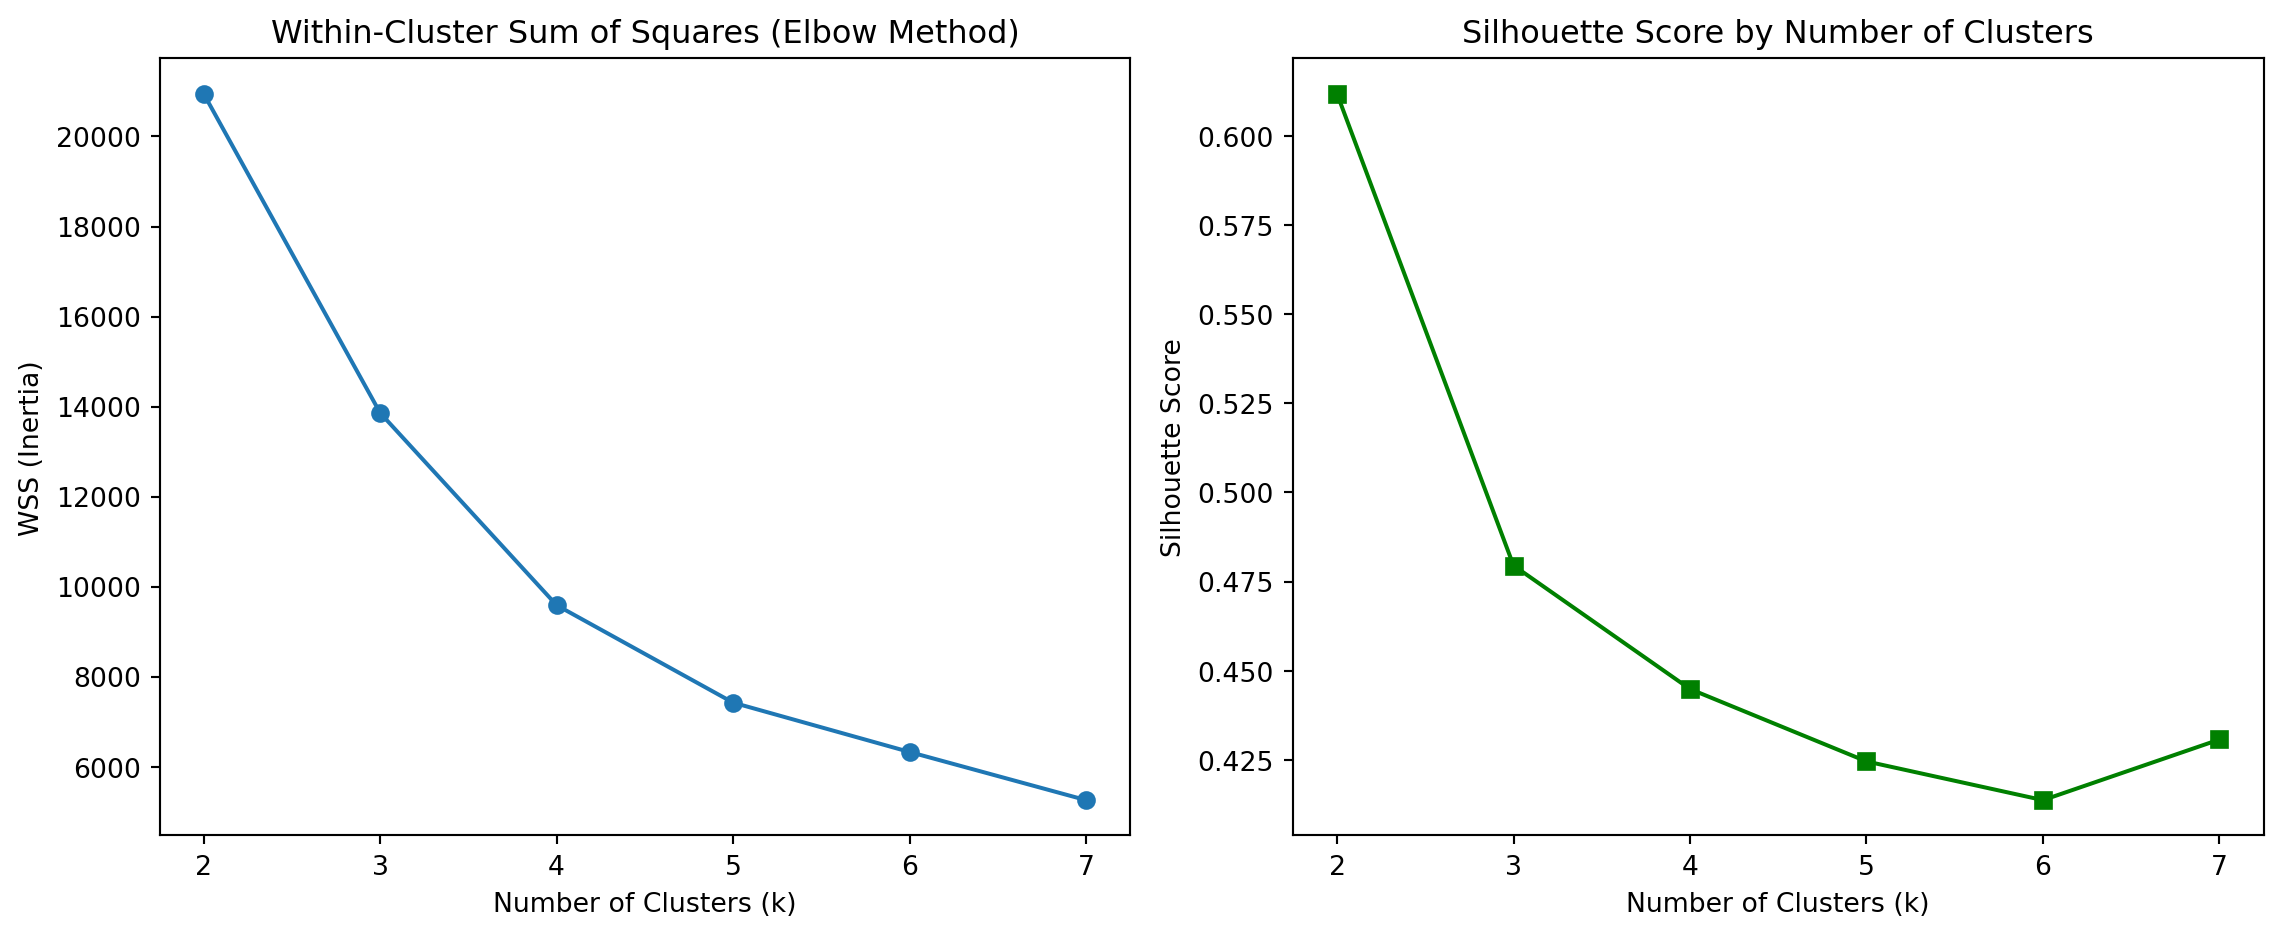 Within-Cluster Sum of Squares (Elbow Method)
WSS (Inertia)
20000
18000
16000
14000
12000
10000
8000
6000
2 3 4 5 6 7
Number of Clusters (k)
Silhouette Score by Number of Clusters
Silhouette Score
0.600
0.575
0.550
0.525
0.500
0.475
0.450
0.425
2 3 4 5 6 7
Number of Clusters (k)